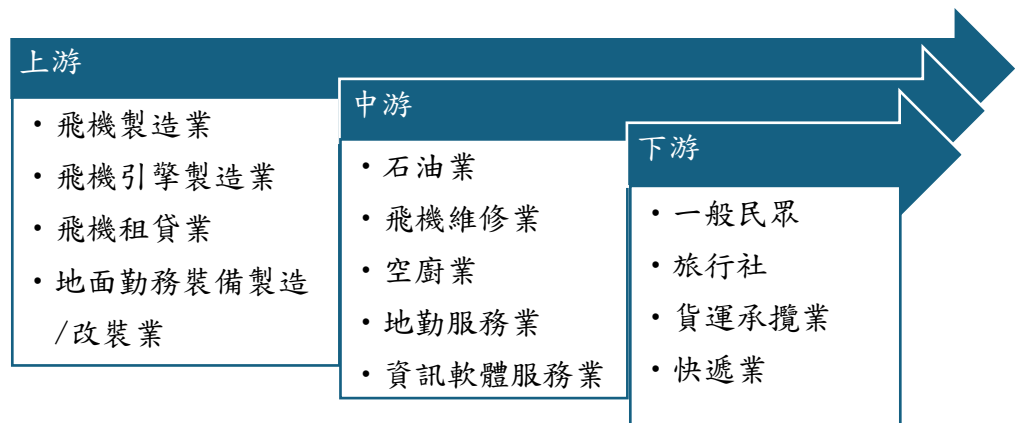 上游
・飛機製造業
・飛機引擎製造業
・飛機租貸業
・地面勤務裝備製造
/改裝業
中游
・石油業
・飛機維修業
・空廚業
・地勤服務業
・資訊軟體服務業
下游
・一般民眾
・旅行社
・貨運承攬業
・快遞業